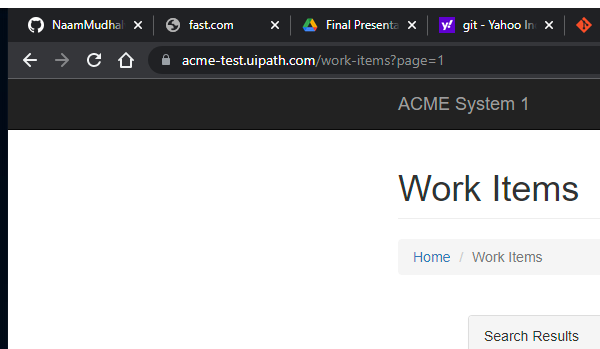 NaamMudhal fast.com Final Presenta git - Yahoo In
acme-test.uipath.com/work-items?page=1
ACME System 1
Work Items
Home / Work Items
Search Results